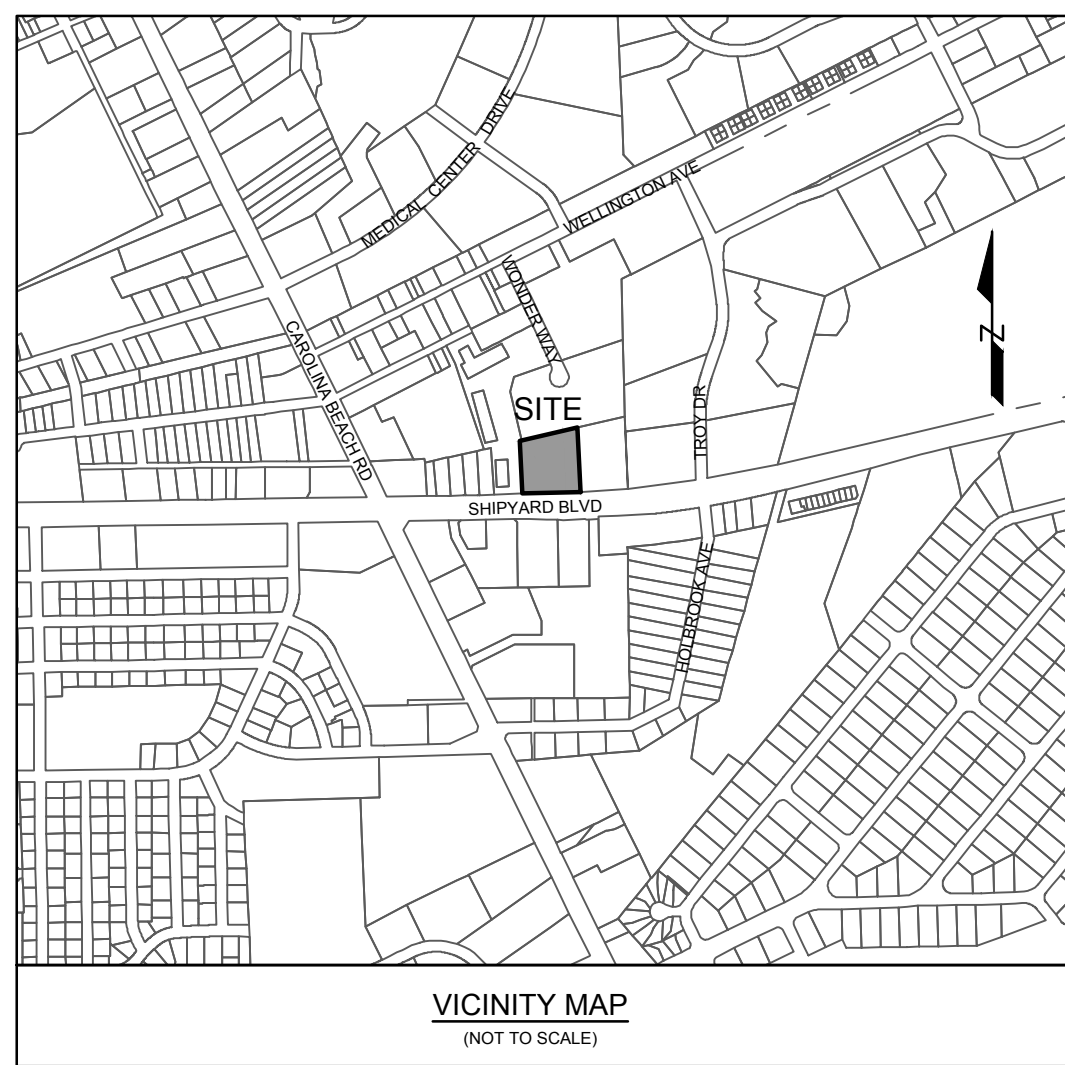 MEDICAL CENTER DRIVE
WELLINGTON AVE
WONDER WAY
CAROLINA BEACH RD
TROY DR
N
SITE
SHIPYARD BLVD
HOLBROOK AVE
VICINITY MAP
(NOT TO SCALE)